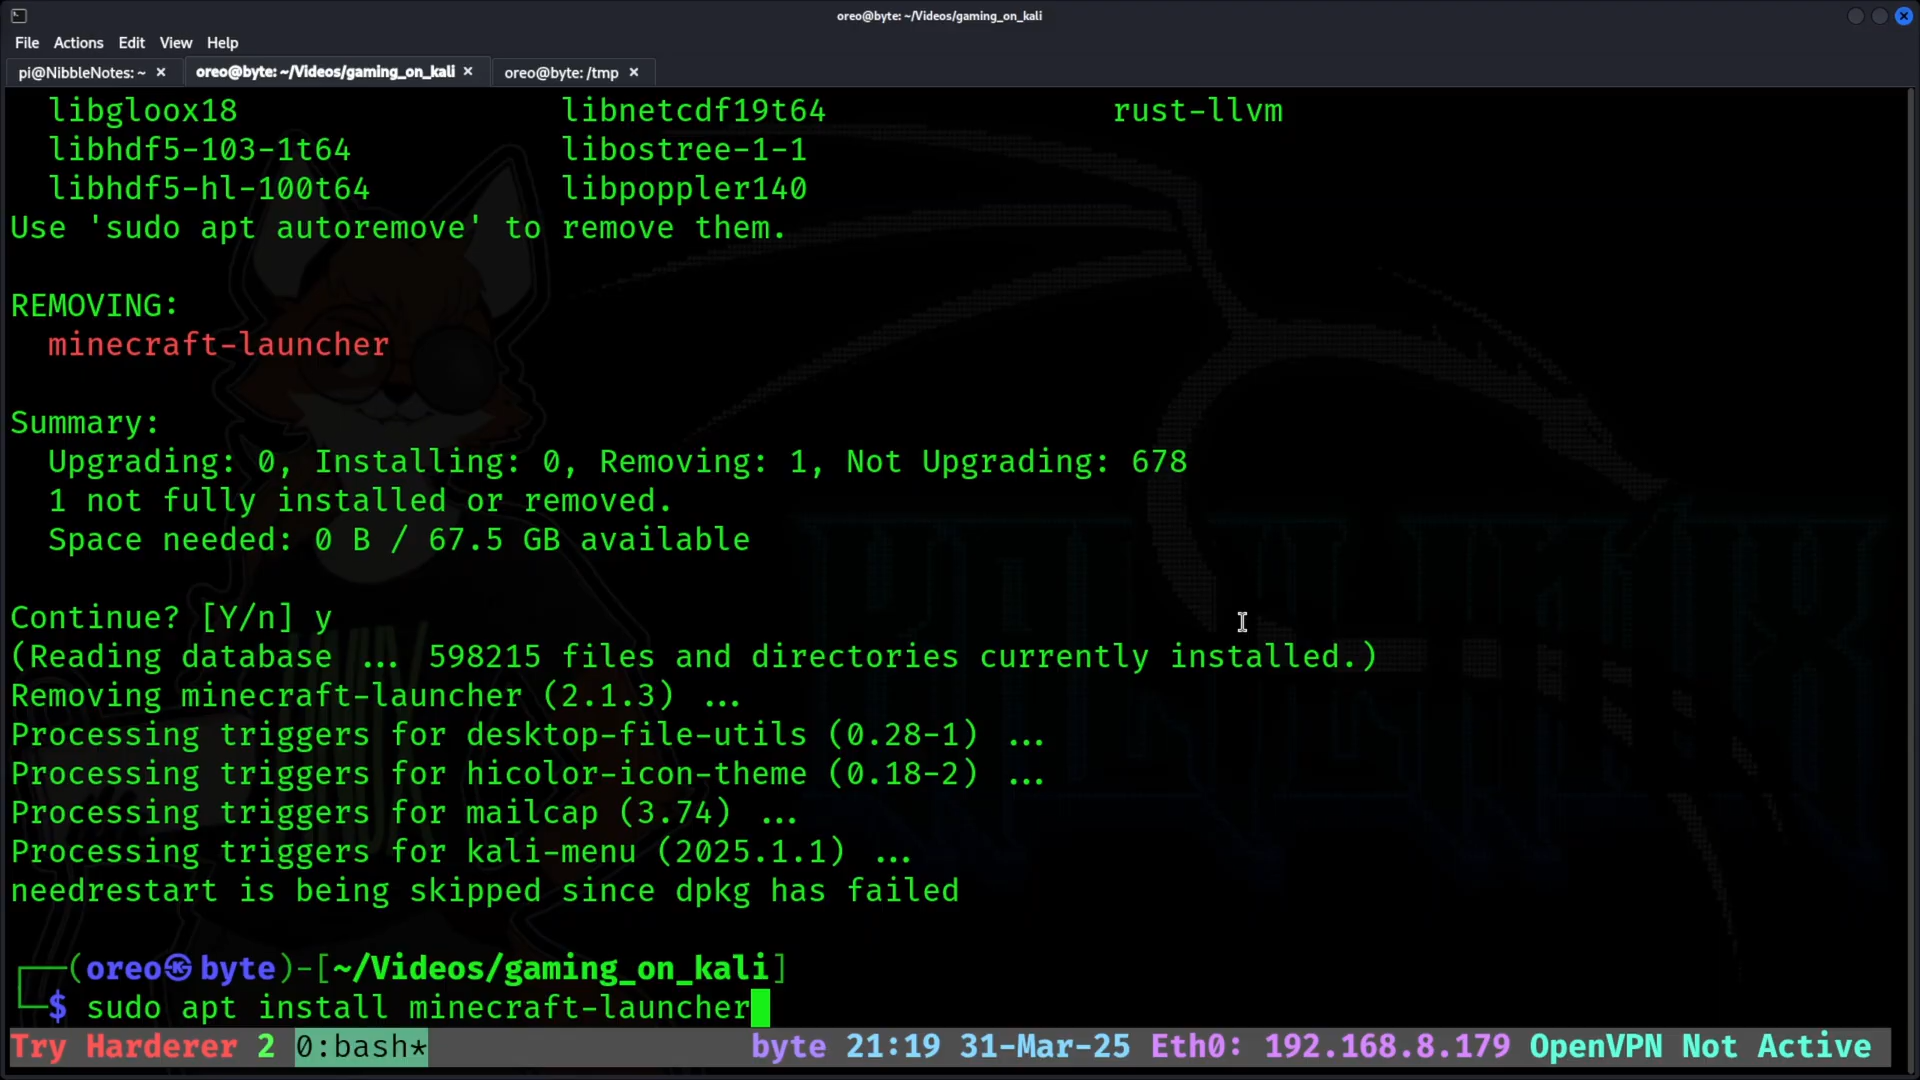 oreo@byte: ~/Videos/gaming_on_kali
File Actions Edit View Help
pi@NibbleNotes: ~ × oreo@byte: ~/Videos/gaming_on_kali × oreo@byte: /tmp ×
libgloox18 libnetcdf19t64 rust-llvm
libhdf5-103-1t64 libostree-1-1
libhdf5-hl-100t64 libpoppler140
Use 'sudo apt autoremove' to remove them.
REMOVING:
minecraft-launcher
Summary:
Upgrading: 0, Installing: 0, Removing: 1, Not Upgrading: 678
1 not fully installed or removed.
Space needed: 0 B / 67.5 GB available
Continue? [Y/n] y
(Reading database ... 598215 files and directories currently installed.)
Removing minecraft-launcher (2.1.3) ...
Processing triggers for desktop-file-utils (0.28-1) ...
Processing triggers for hicolor-icon-theme (0.18-2) ...
Processing triggers for mailcap (3.74) ...
Processing triggers for kali-menu (2025.1.1) ...
needrestart is being skipped since dpkg has failed
┌──(oreo㉿byte)-[~/Videos/gaming_on_kali]
└─$ sudo apt install minecraft-launcher
Try Harderer 2 0:bash* byte 21:19 31-Mar-25 Eth0: 192.168.8.179 OpenVPN Not Active